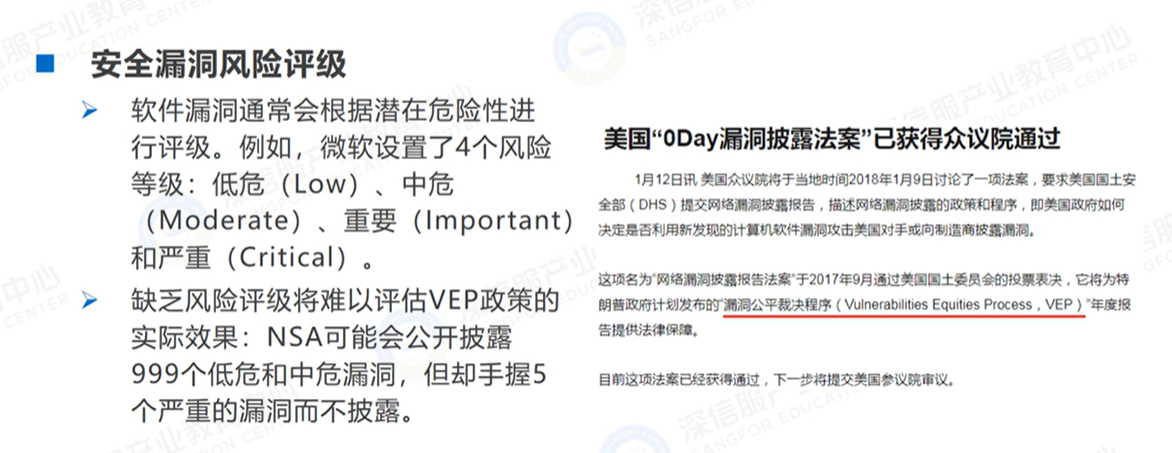 安全漏洞风险评级
软件漏洞通常会根据潜在危险性进
行评级。例如，微软设置了4个风险
等级：低危（Low）、中危
（Moderate）、重要（Important）
和严重（Critical）。
缺乏风险评级将难以评估VEP政策的
实际效果：NSA可能会公开披露
999个低危和中危漏洞，但却手握5
个严重的漏洞而不披露。
美国“0Day漏洞披露法案”已获得众议院通过
1月12日讯 美国众议院将于当地时间2018年1月9日讨论了一项法案，要求美国国土安
全部（DHS）提交网络漏洞披露报告，描述网络漏洞披露的政策和程序，即美国政府如何
决定是否利用新发现的计算机软件漏洞攻击美国对手或向制造商披露漏洞。
这项名为“网络漏洞披露报告法案”于2017年9月通过美国国土委员会的投票表决，它将为特
朗普政府计划发布的“漏洞公平裁决程序（Vulnerabilities Equities Process，VEP）”年度报
告提供法律保障。
目前这项法案已经获得通过，下一步将提交美国参议院审议。
深信服产业教育中心
SANGFOR EDUCATION CENTER